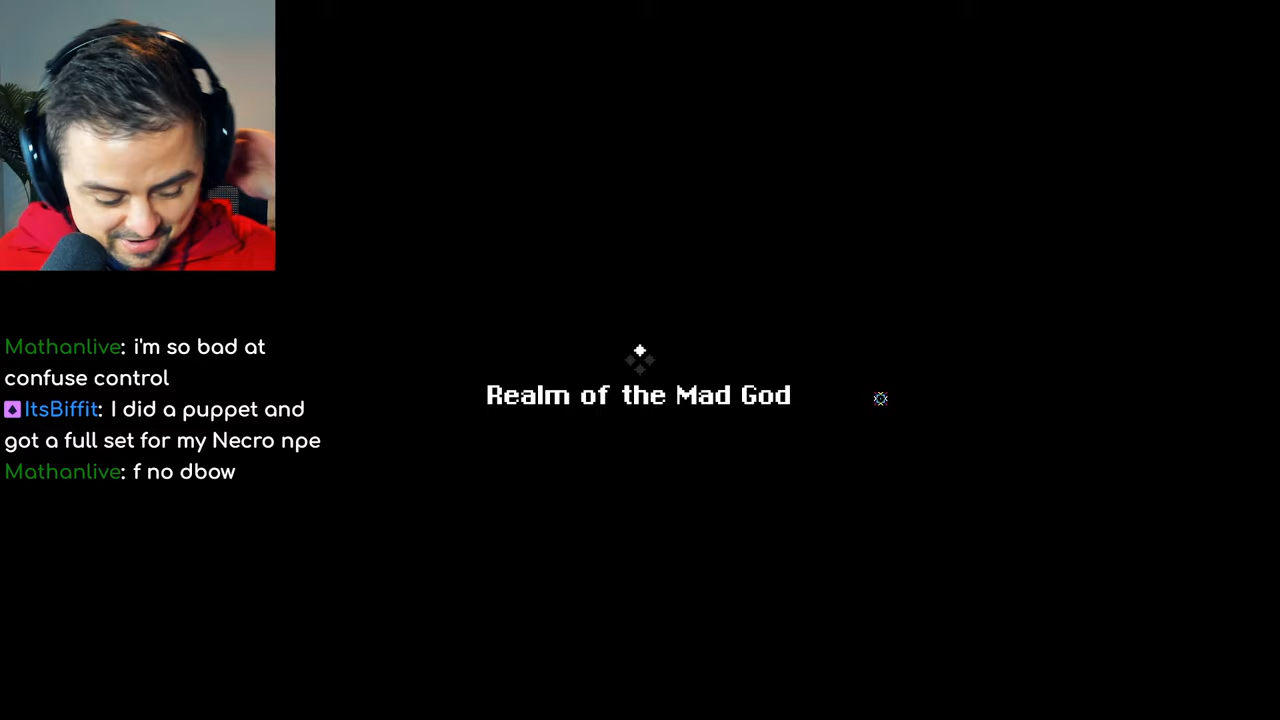 Mathanlive: i'm so bad at
confuse control
ItsBiffit: I did a puppet and
got a full set for my Necro npe
Mathanlive: f no dbow
Realm of the Mad God